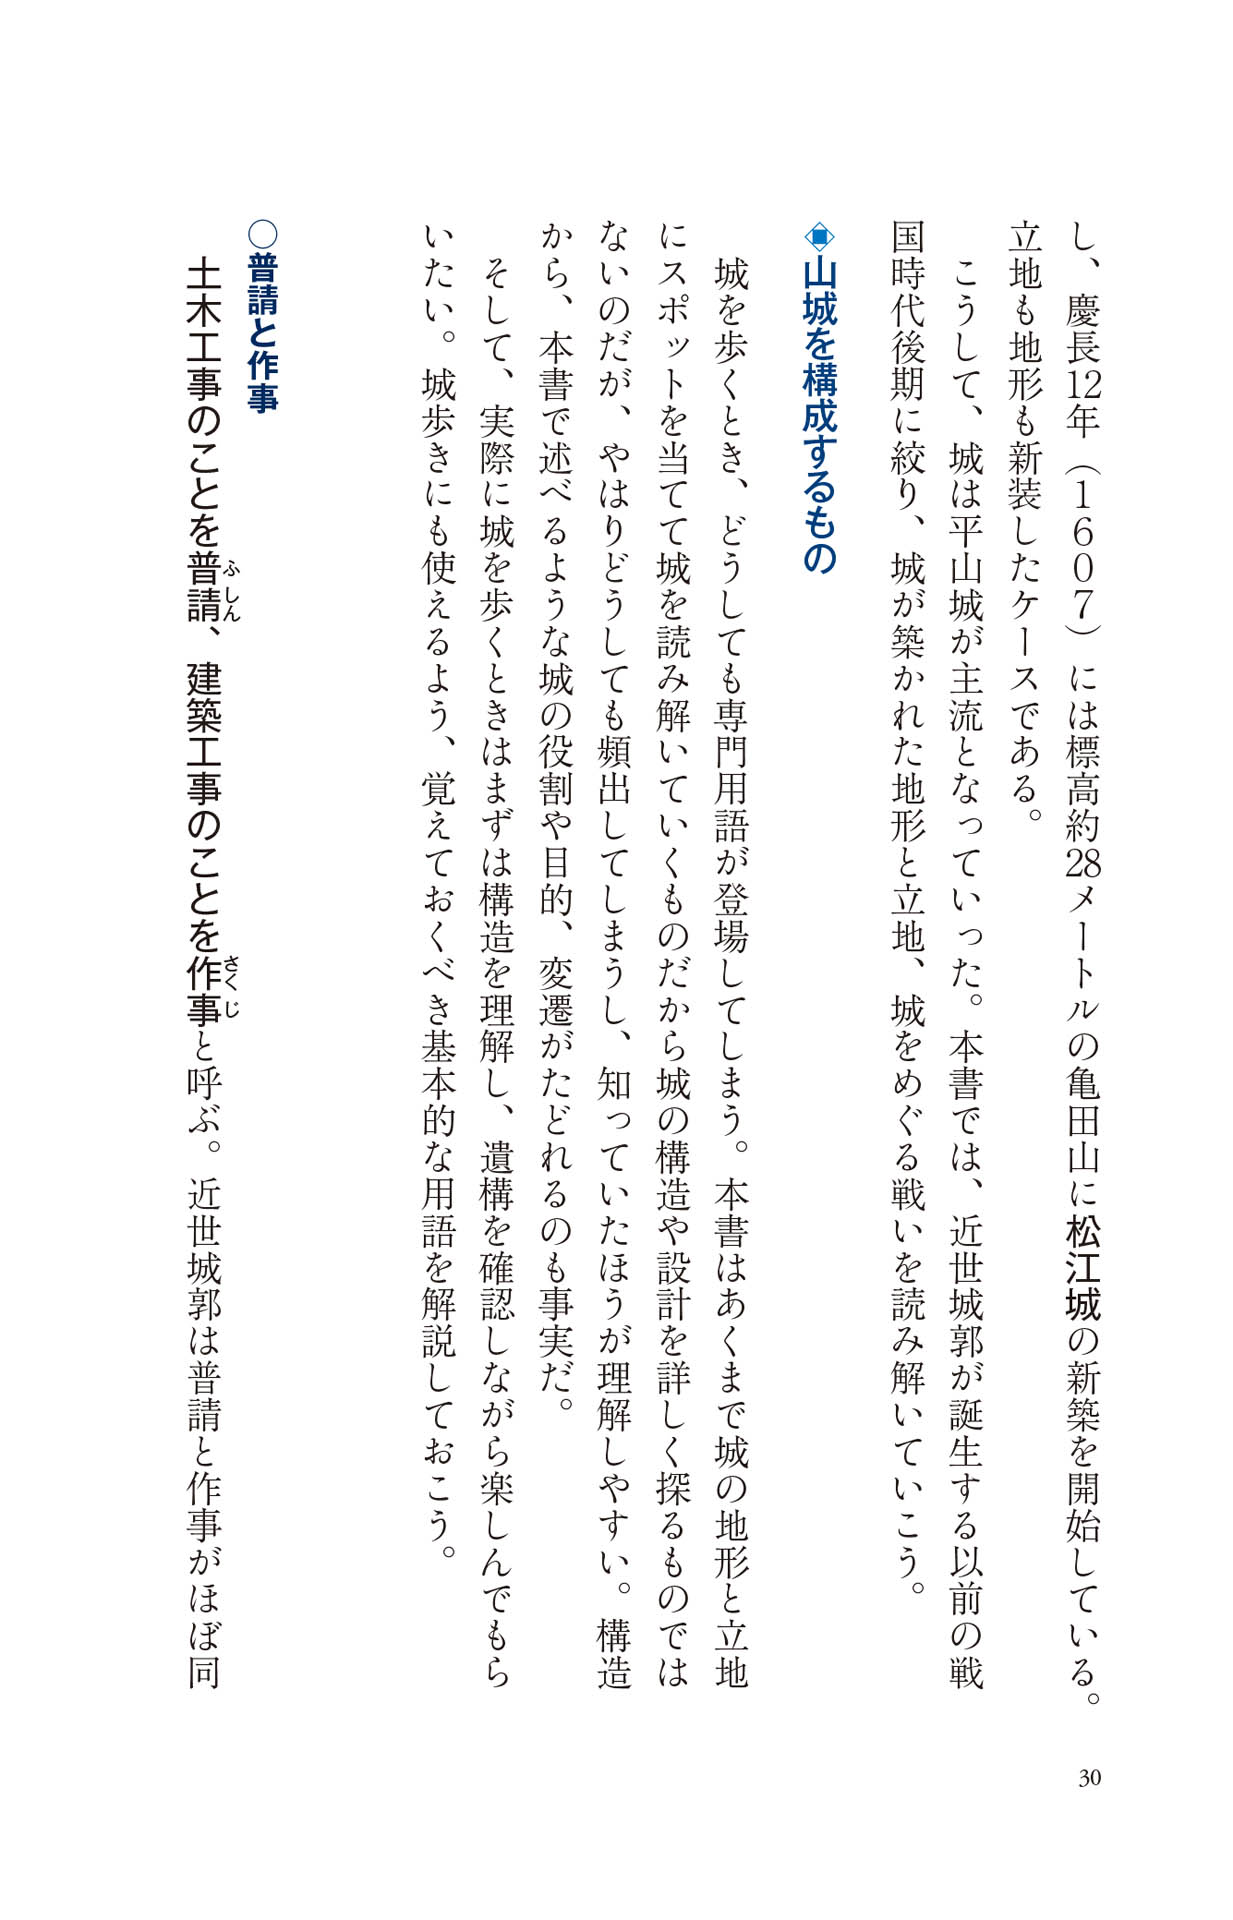 し、慶長12年（1607）には標高約28メートルの亀田山に松江城の新築を開始している。
立地も地形も新装したケースである。
こうして、城は平山城が主流となっていった。本書では、近世城郭が誕生する以前の戦
国時代後期に絞り、城が築かれた地形と立地、城をめぐる戦いを読み解いていこう。
◈山城を構成するもの
城を歩くとき、どうしても専門用語が登場してしまう。本書はあくまで城の地形と立地
にスポットを当てて城を読み解いていくものだから城の構造や設計を詳しく探るものでは
ないのだが、やはりどうしても頻出してしまうし、知っていたほうが理解しやすい。構造
から、本書で述べるような城の役割や目的、変遷がたどれるのも事実だ。
そして、実際に城を歩くときはまずは構造を理解し、遺構を確認しながら楽しんでもら
いたい。城歩きにも使えるよう、覚えておくべき基本的な用語を解説しておこう。
○普請と作事
土木工事のことを普請、建築工事のことを作事と呼ぶ。近世城郭は普請と作事がほぼ同
ふしん
さくじ
30